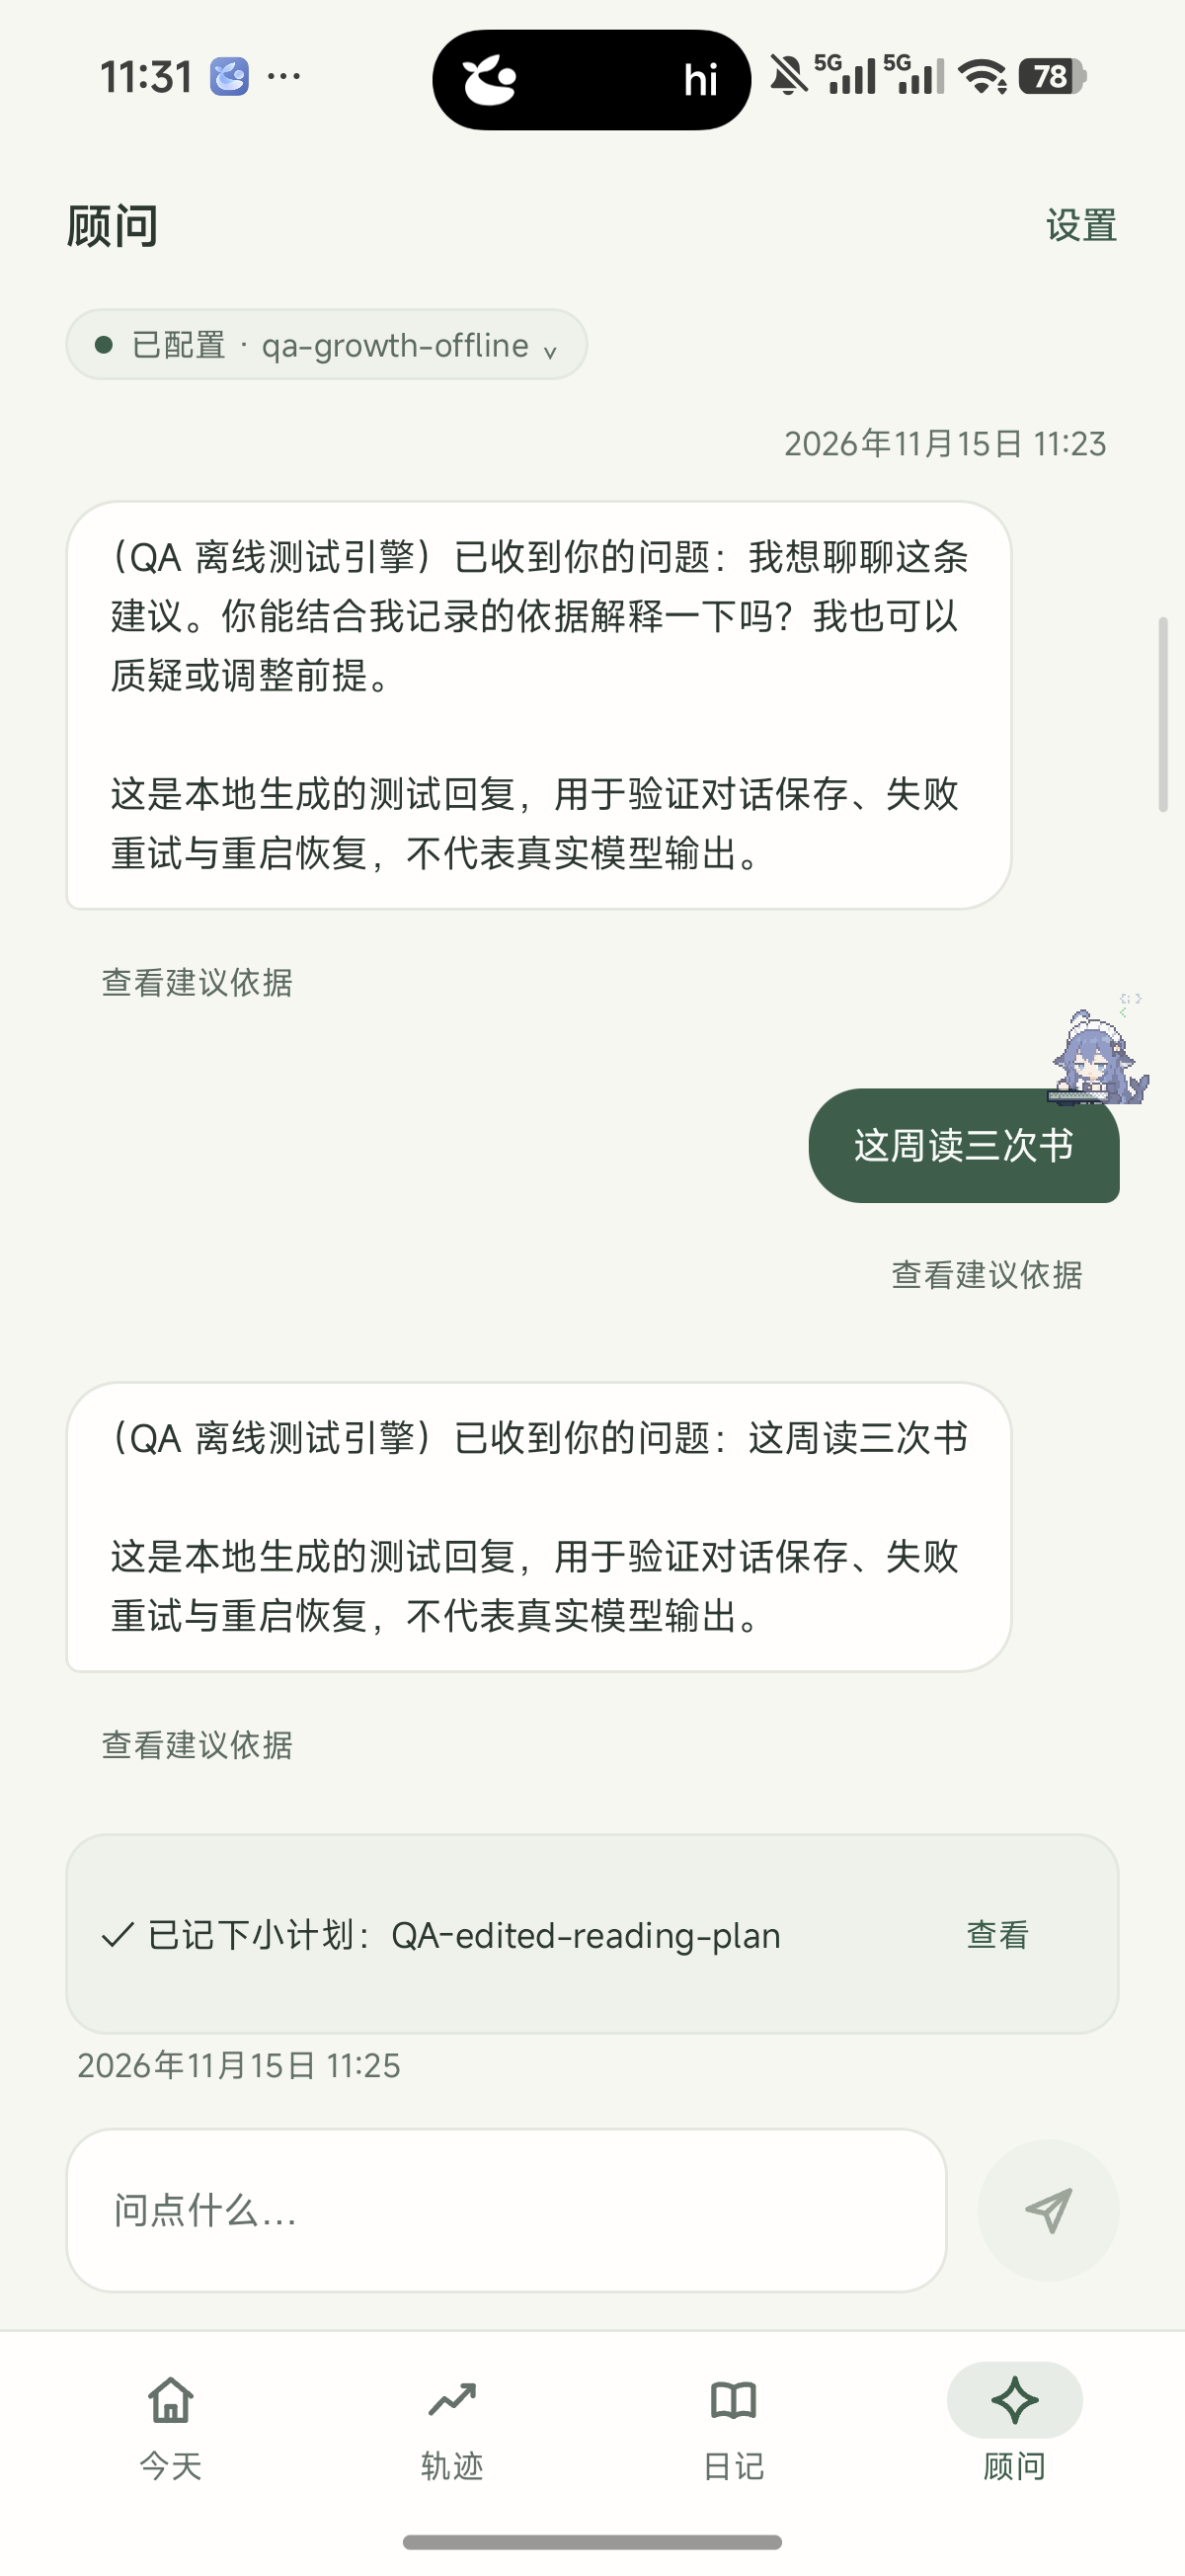 11:31
hi
5G 5G 78
顾问
设置
已配置 · qa-growth-offline
2026年11月15日 11:23
（QA 离线测试引擎）已收到你的问题：我想聊聊这条
建议。你能结合我记录的依据解释一下吗？我也可以
质疑或调整前提。
这是本地生成的测试回复，用于验证对话保存、失败
重试与重启恢复，不代表真实模型输出。
查看建议依据
这周读三次书
查看建议依据
（QA 离线测试引擎）已收到你的问题：这周读三次书
这是本地生成的测试回复，用于验证对话保存、失败
重试与重启恢复，不代表真实模型输出。
查看建议依据
已记下小计划：QA-edited-reading-plan
查看
2026年11月15日 11:25
问点什么...
今天
轨迹
日记
顾问